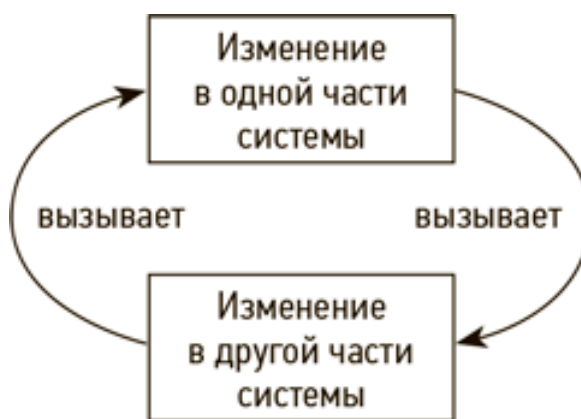 Изменение
в одной части
системы
вызывает
вызывает
Изменение
в другой части
системы